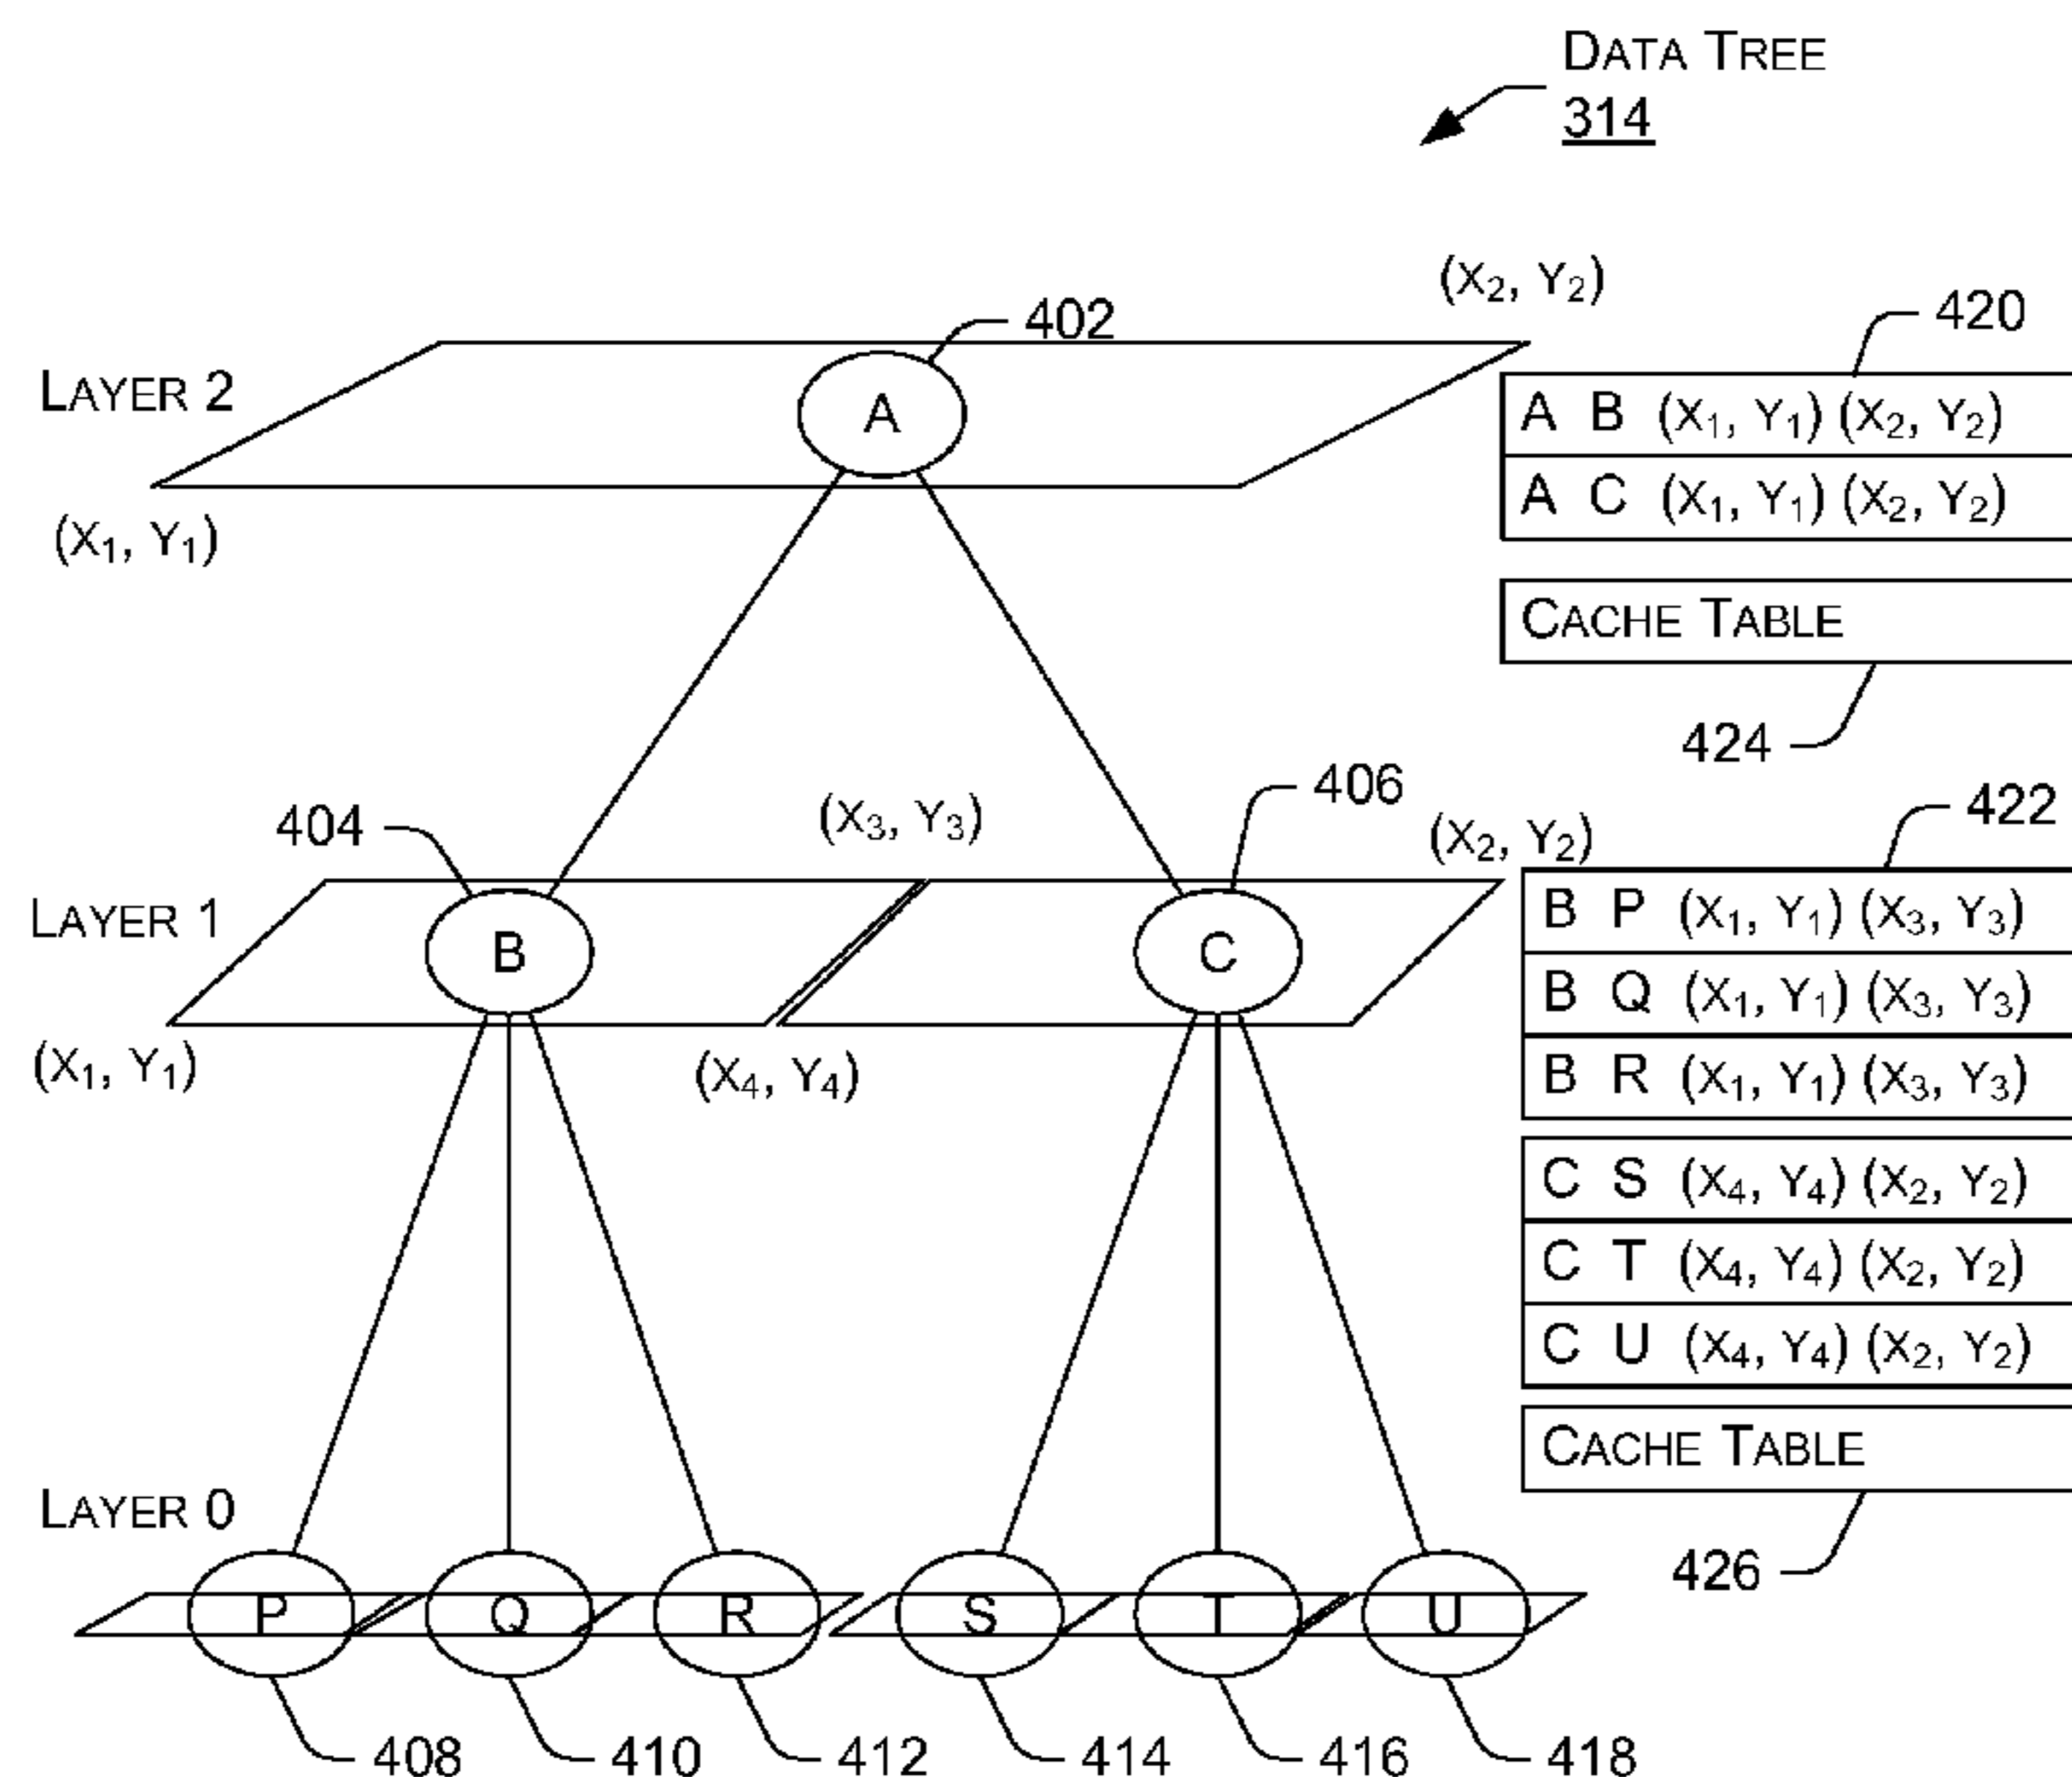 DATA TREE
314
(X₂, Y₂)
402
420
LAYER 2
A
A B (X₁, Y₁) (X₂, Y₂)
A C (X₁, Y₁) (X₂, Y₂)
(X₁, Y₁)
CACHE TABLE
424
404
(X₃, Y₃)
406
(X₂, Y₂)
422
LAYER 1
B
C
B P (X₁, Y₁) (X₃, Y₃)
B Q (X₁, Y₁) (X₃, Y₃)
B R (X₁, Y₁) (X₃, Y₃)
(X₁, Y₁)
(X₄, Y₄)
C S (X₄, Y₄) (X₂, Y₂)
C T (X₄, Y₄) (X₂, Y₂)
C U (X₄, Y₄) (X₂, Y₂)
CACHE TABLE
426
LAYER 0
P
Q
R
S
T
U
408
410
412
414
416
418